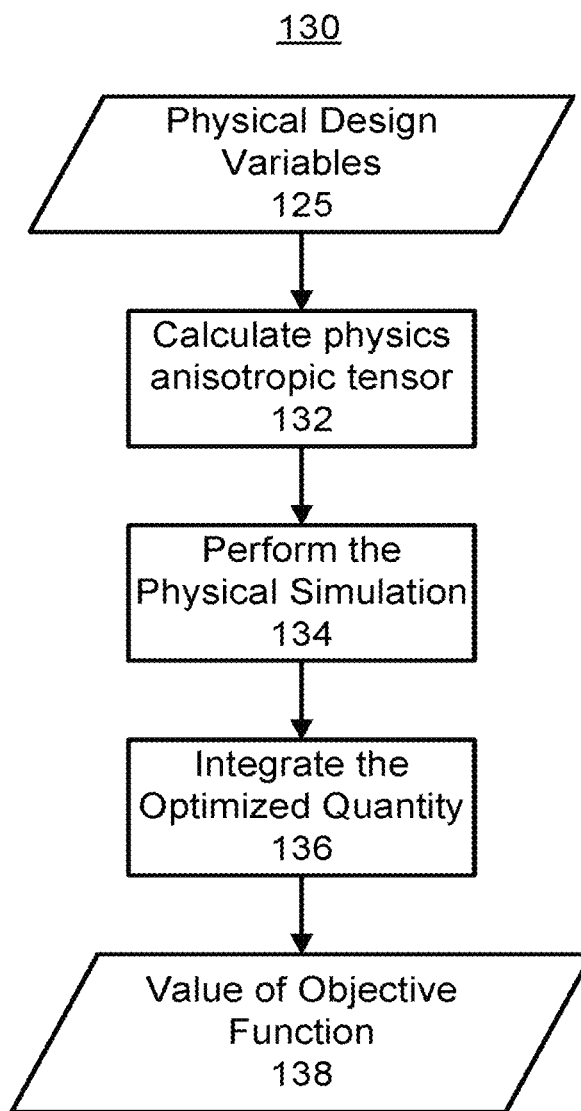 130
Physical Design
Variables
125
Calculate physics
anisotropic tensor
132
Perform the
Physical Simulation
134
Integrate the
Optimized Quantity
136
Value of Objective
Function
138